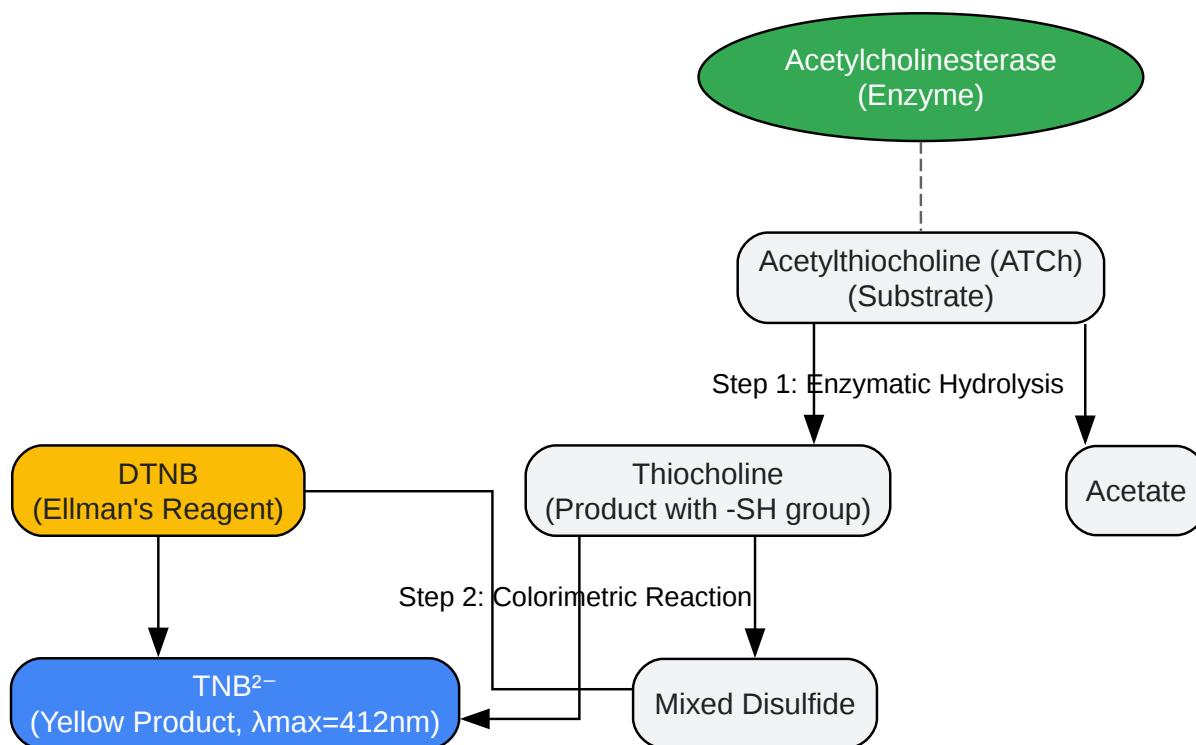 Acetylcholinesterase
(Enzyme)
Acetylthiocholine (ATCh)
(Substrate)
Step 1: Enzymatic Hydrolysis
DTNB
(Ellman's Reagent)
Thiocholine
(Product with -SH group)
Acetate
Step 2: Colorimetric Reaction
TNB²⁻
(Yellow Product, λmax=412nm)
Mixed Disulfide